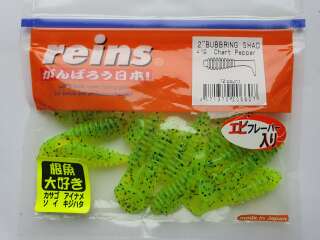 reins
がんばろう日本!
2"BUBBRING SHAD
Chart Pepper
エビフレーバー
入り
根魚
大好き
カサゴ アイナメ
ソイ キジハタ
made in Japan